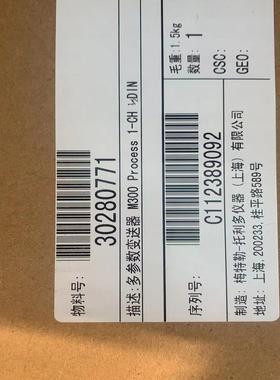 物料号:
30280771
描述: 多参数变送器 M300 Process 1-CH ½DIN
序列号:
C112389092
制造: 梅特勒-托利多仪器 (上海) 有限公司
地址: 上海.200233.桂平路589号
毛重: 1.5kg
数量: 1
CSC:
GEO: